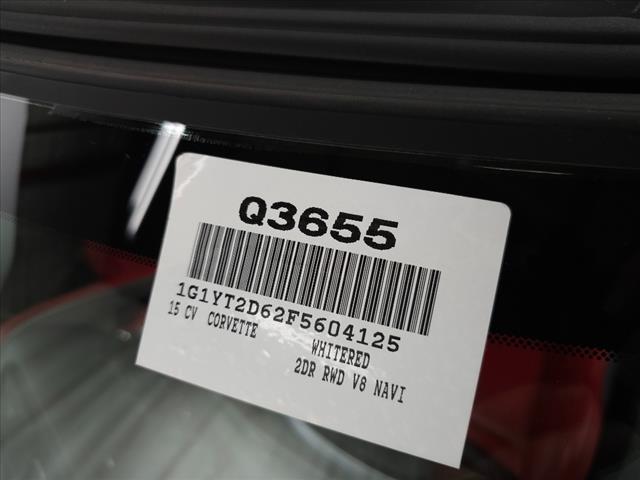 Q3655
1G1YT2D62F5604125
15 CV CORVETTE
WHITERED
2DR RWD V8 NAVI